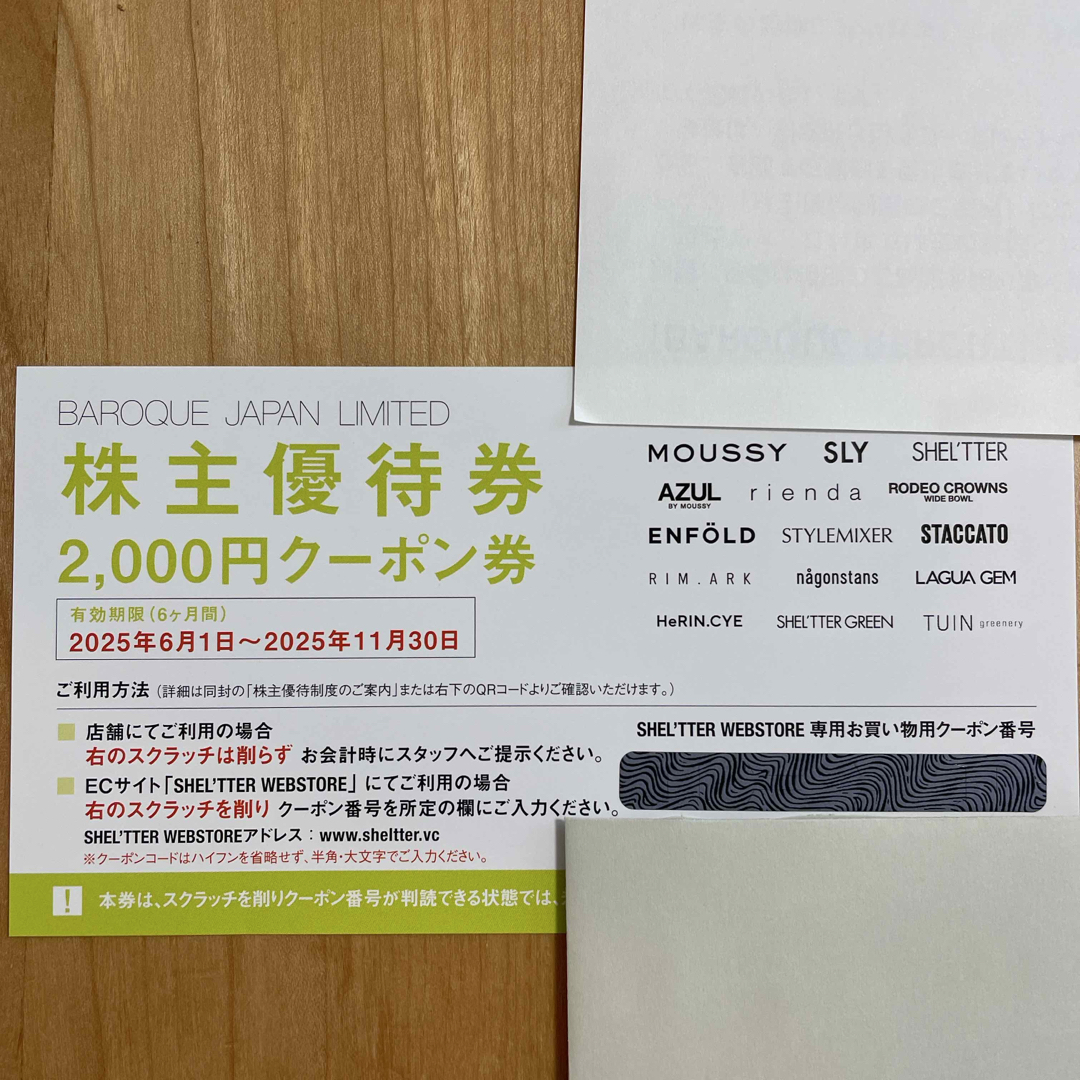 BAROQUE JAPAN LIMITED
株主優待券
2,000円クーポン券
有効期限(6ヶ月間)
2025年6月1日〜2025年11月30日
MOUSSY SLY SHEL'TTER
AZUL BY MOUSSY rienda RODEO CROWNS WIDE BOWL
ENFÖLD STYLEMIXER STACCATO
RIM.ARK någonstans LAGUA GEM
HeRIN.CYE SHEL'TTER GREEN TUIN greenery
ご利用方法(詳細は同封の「株主優待制度のご案内」または右下のQRコードよりご確認いただけます。)
店舗にてご利用の場合
右のスクラッチは削らず お会計時にスタッフへご提示ください。
ECサイト「SHEL'TTER WEBSTORE」にてご利用の場合
右のスクラッチを削り クーポン番号を所定の欄にご入力ください。
SHEL'TTER WEBSTOREアドレス:www.sheltter.vc
※クーポンコードはハイフンを省略せず、半角・大文字でご入力ください。
SHEL'TTER WEBSTORE 専用お買い物用クーポン番号
! 本券は、スクラッチを削りクーポン番号が判読できる状態では、